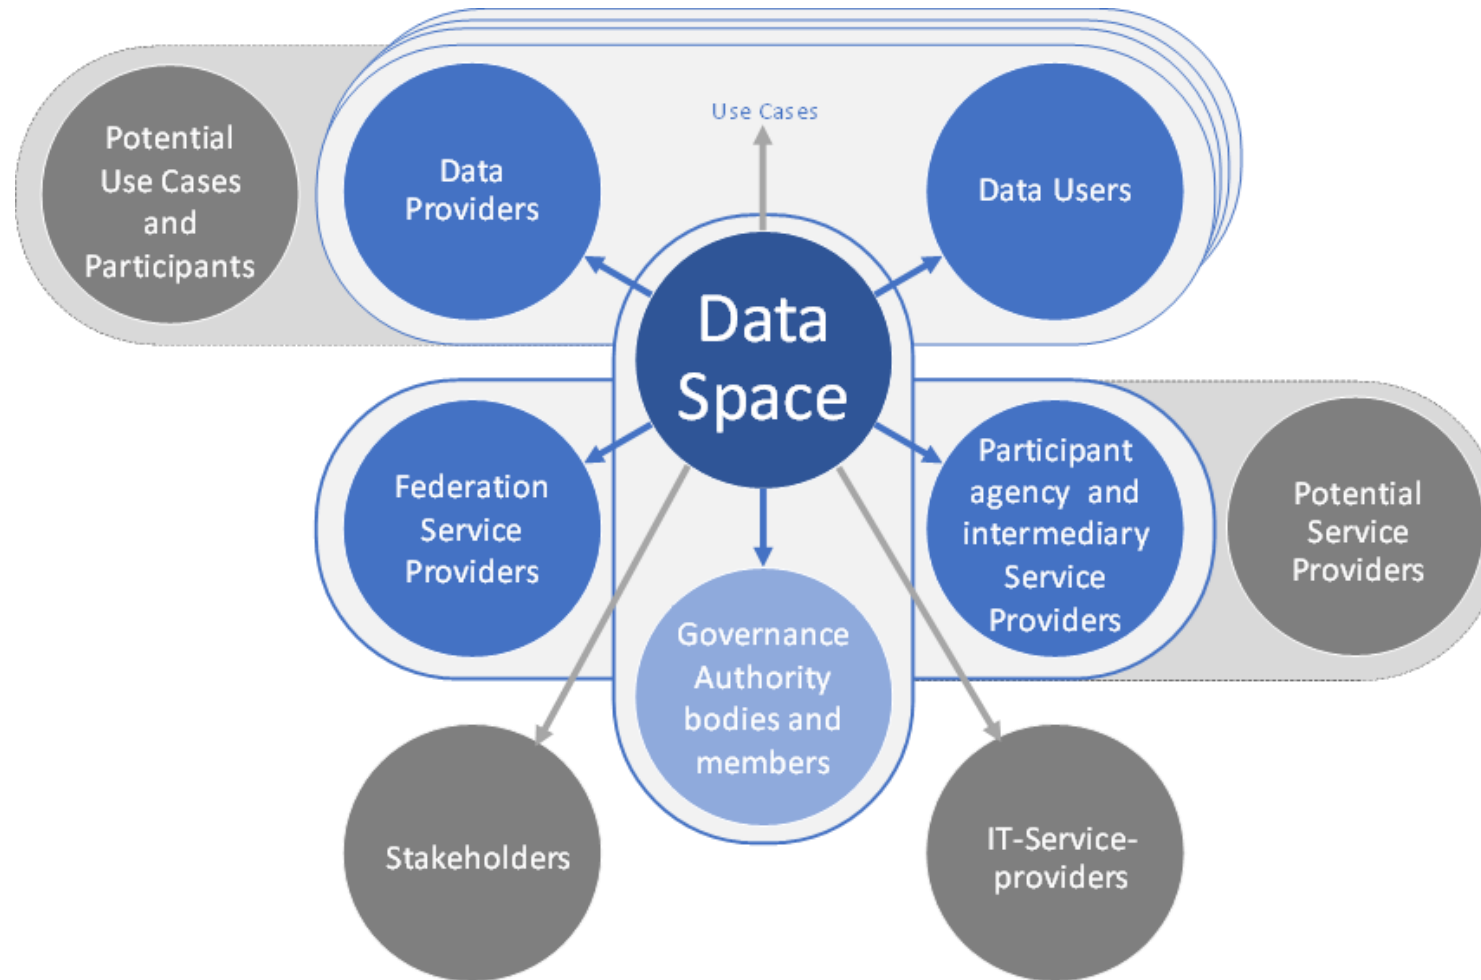 Potential
Use Cases
and
Participants
Data
Providers
Use Cases
Data Users
Data
Space
Federation
Service
Providers
Participant
agency and
intermediary
Service
Providers
Potential
Service
Providers
Governance
Authority
bodies and
members
Stakeholders
IT-Service-
providers